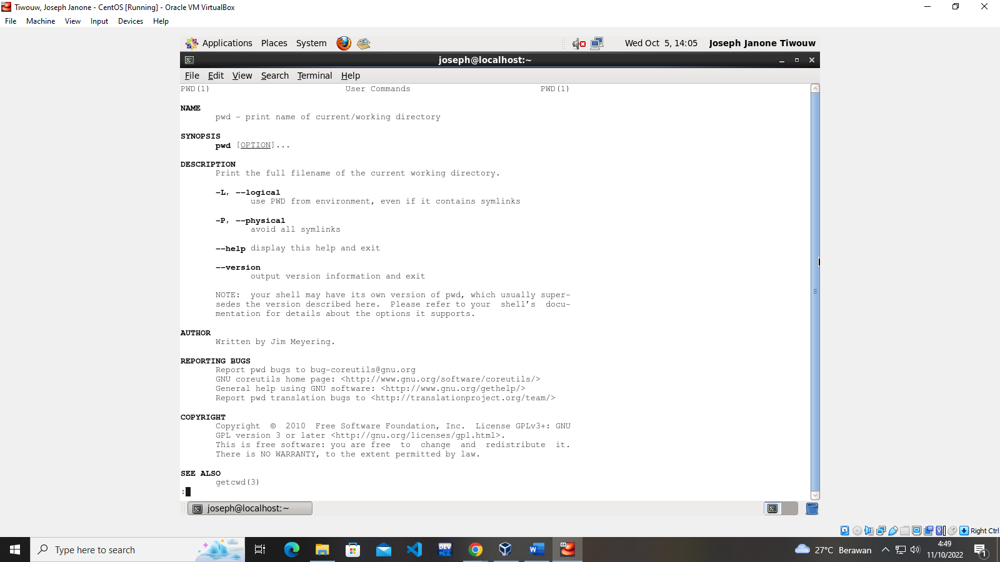 Tiwouw, Joseph Janone - CentOS [Running] - Oracle VM VirtualBox
File Machine View Input Devices Help
Applications Places System Wed Oct 5, 14:05 Joseph Janone Tiwouw
joseph@localhost:~
File Edit View Search Terminal Help
PWD(1) User Commands PWD(1)
NAME
pwd - print name of current/working directory
SYNOPSIS
pwd [OPTION]...
DESCRIPTION
Print the full filename of the current working directory.
-L, --logical
use PWD from environment, even if it contains symlinks
-P, --physical
avoid all symlinks
--help display this help and exit
--version
output version information and exit
NOTE: your shell may have its own version of pwd, which usually super-
sedes the version described here. Please refer to your shell’s docu-
mentation for details about the options it supports.
AUTHOR
Written by Jim Meyering.
REPORTING BUGS
Report pwd bugs to bug-coreutils@gnu.org
GNU coreutils home page: <http://www.gnu.org/software/coreutils/>
General help using GNU software: <http://www.gnu.org/gethelp/>
Report pwd translation bugs to <http://translationproject.org/team/>
COPYRIGHT
Copyright © 2010 Free Software Foundation, Inc. License GPLv3+: GNU
GPL version 3 or later <http://gnu.org/licenses/gpl.html>.
This is free software: you are free to change and redistribute it.
There is NO WARRANTY, to the extent permitted by law.
SEE ALSO
getcwd(3)
:
joseph@localhost:~
Right Ctrl
Type here to search
DEV
27°C Berawan
4:49
11/10/2022
1